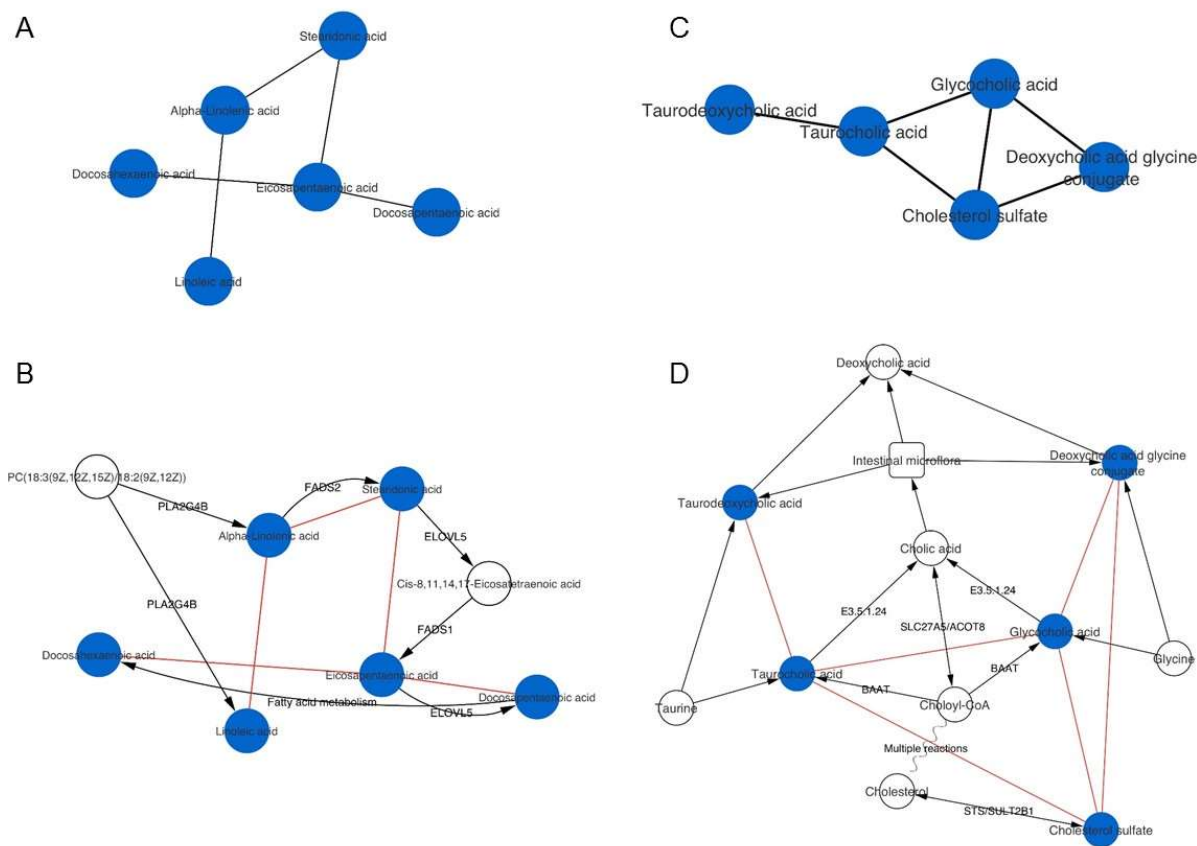 A
Stearidonic acid
Alpha-Linolenic acid
Docosahexaenoic acid
Eicosapentaenoic acid
Docosapentaenoic acid
Linoleic acid
C
Glycocholic acid
Taurodeoxycholic acid
Taurocholic acid
Deoxycholic acid glycine
conjugate
Cholesterol sulfate
B
PC(18:3(9Z,12Z,15Z)/18:2(9Z,12Z))
FADS2
Stearidonic acid
PLA2G4B
Alpha-Linolenic acid
ELOVL5
Cis-8,11,14,17-Eicosatetraenoic acid
PLA2G4B
FADS1
Docosahexaenoic acid
Eicosapentaenoic acid
Docosapentaenoic acid
Fatty acid metabolism
ELOVL5
Linoleic acid
D
Deoxycholic acid
Intestinal microflora
Deoxycholic acid glycine
conjugate
Taurodeoxycholic acid
Cholic acid
E3.5.1.24
E3.5.1.24
SLC27A5/ACOT8
Glycocholic acid
Glycine
Taurocholic acid
BAAT
BAAT
Taurine
Choloyl-CoA
Multiple reactions
Cholesterol
STS/SULT2B1
Cholesterol sulfate